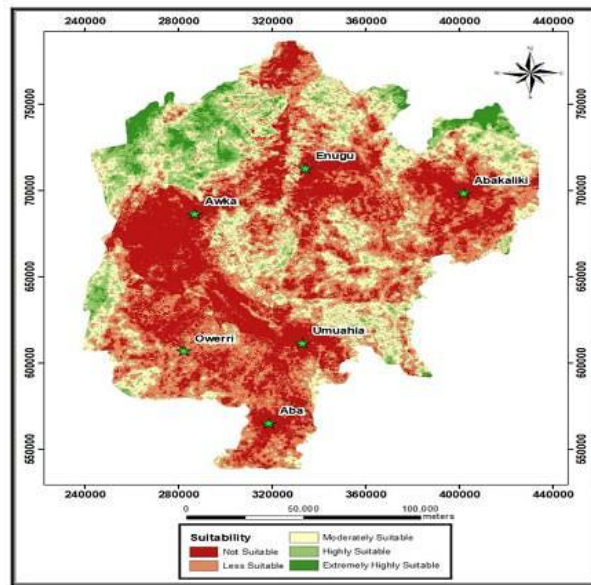 240000 280000 320000 360000 400000 440000
N
W E
S
750000 750000
Enugu
700000 700000
Abakaliki
Awka
650000 650000
Owerri Umuahia
600000 600000
Aba
550000 550000
240000 280000 320000 360000 400000 440000
0 50,000 100,000
meters
Suitability
Not Suitable
Less Suitable
Moderately Suitable
Highly Suitable
Extremely Highly Suitable